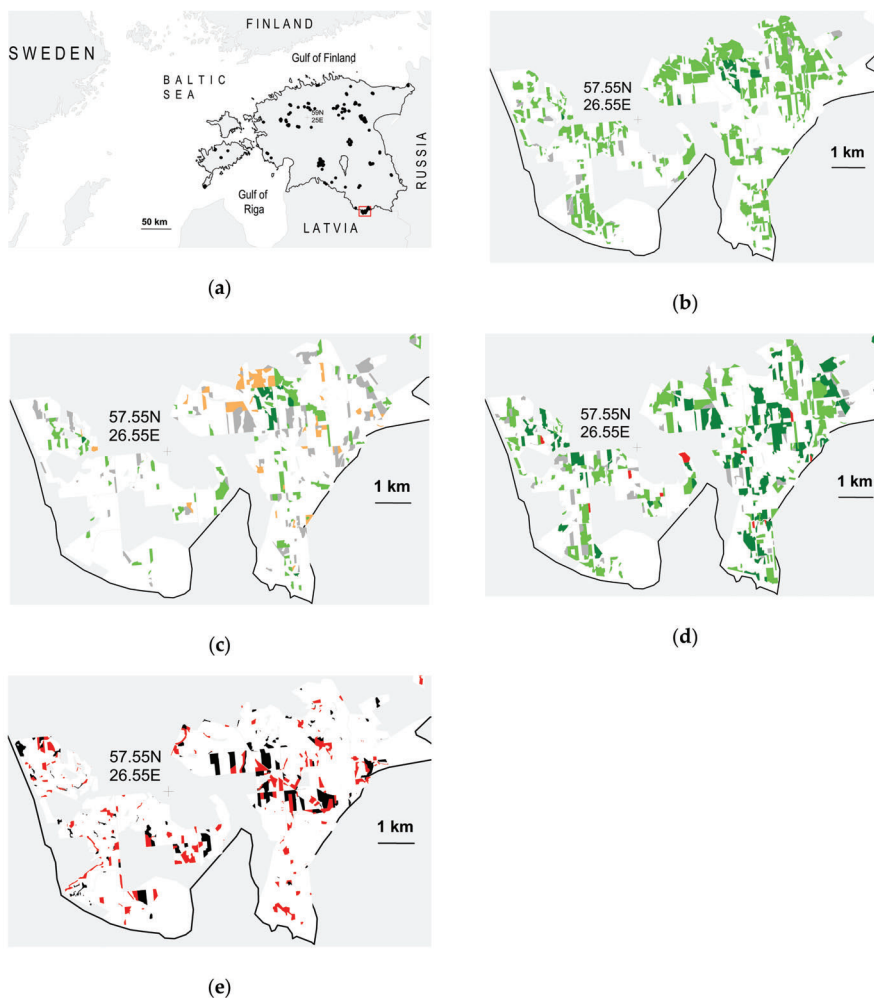 FINLAND
SWEDEN
Gulf of Finland
BALTIC
SEA
59N
25E
RUSSIA
Gulf of
Riga
50 km
LATVIA
(a)
57.55N
26.55E
1 km
(b)
57.55N
26.55E
1 km
(c)
57.55N
26.55E
1 km
(d)
57.55N
26.55E
1 km
(e)